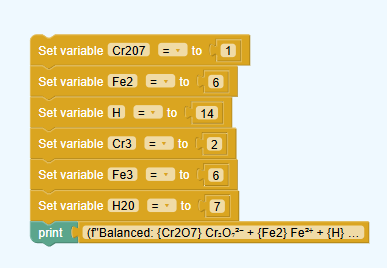 Set variable Cr207 = to 1
Set variable Fe2 = to 6
Set variable H = to 14
Set variable Cr3 = to 2
Set variable Fe3 = to 6
Set variable H20 = to 7
print (f"Balanced: {Cr2O7} Cr₂O₇²⁻ + {Fe2} Fe²⁺ + {H} ...